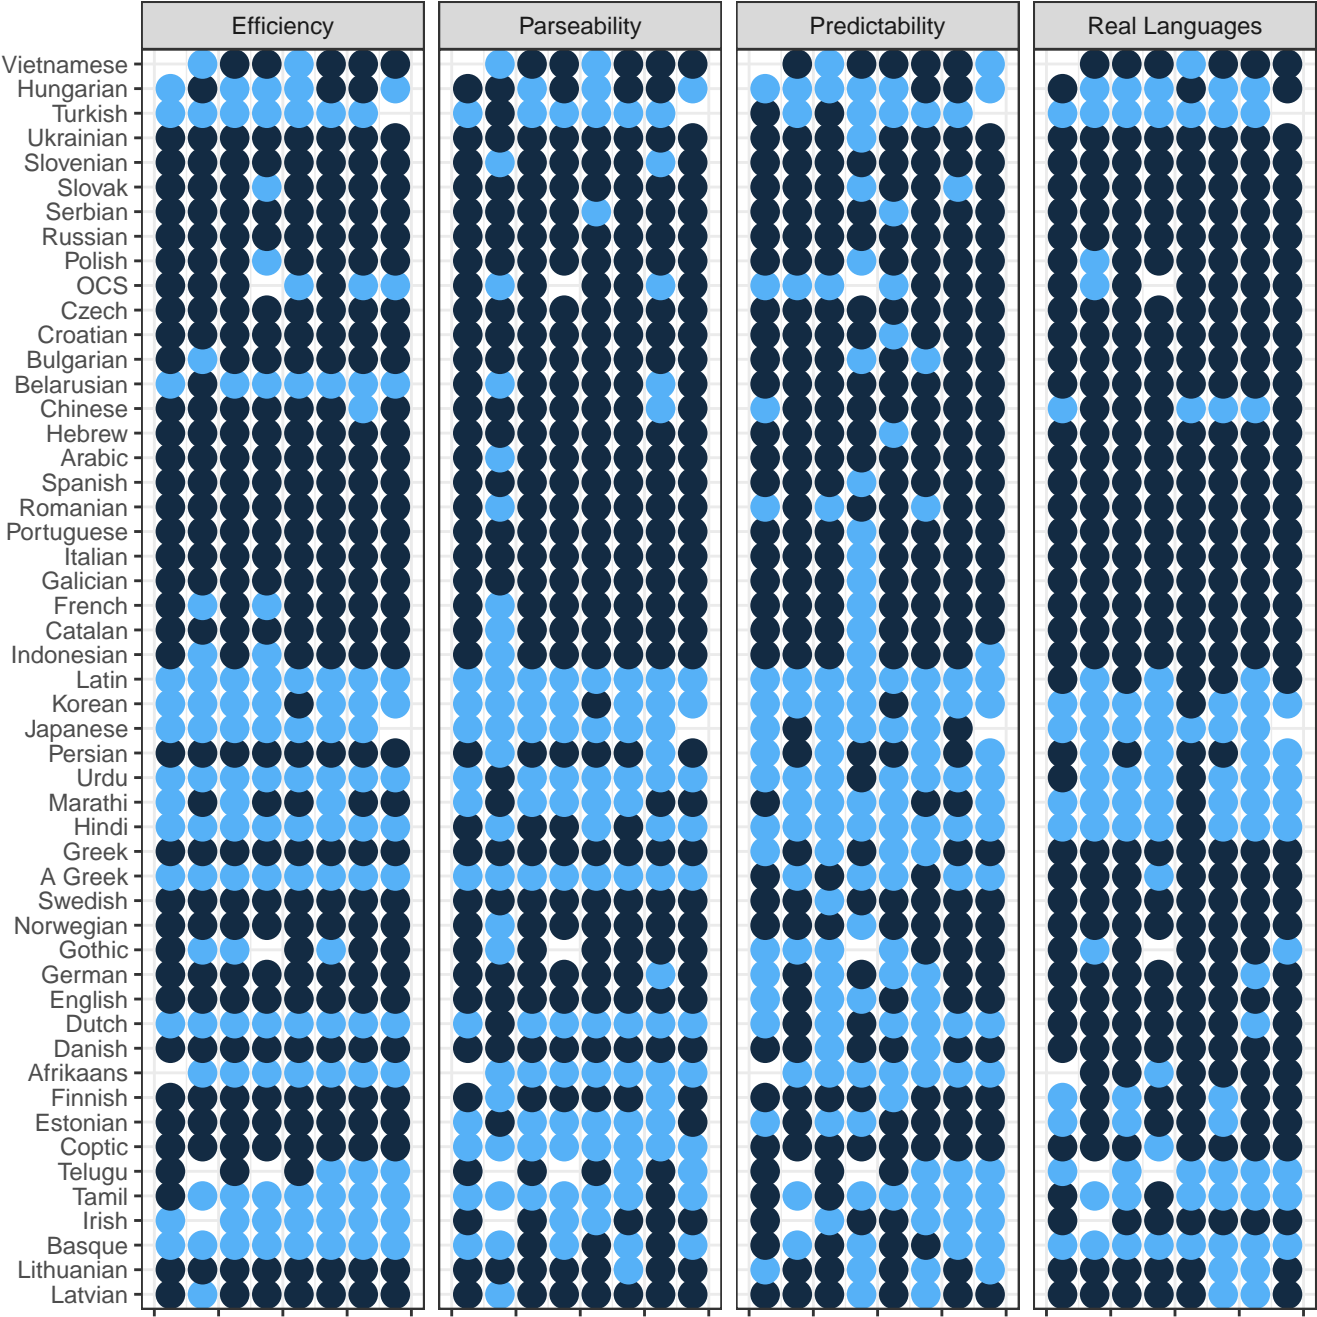 Efficiency Parseability Predictability Real Languages
Vietnamese
Hungarian
Turkish
Ukrainian
Slovenian
Slovak
Serbian
Russian
Polish
OCS
Czech
Croatian
Bulgarian
Belarusian
Chinese
Hebrew
Arabic
Spanish
Romanian
Portuguese
Italian
Galician
French
Catalan
Indonesian
Latin
Korean
Japanese
Persian
Urdu
Marathi
Hindi
Greek
A Greek
Swedish
Norwegian
Gothic
German
English
Dutch
Danish
Afrikaans
Finnish
Estonian
Coptic
Telugu
Tamil
Irish
Basque
Lithuanian
Latvian